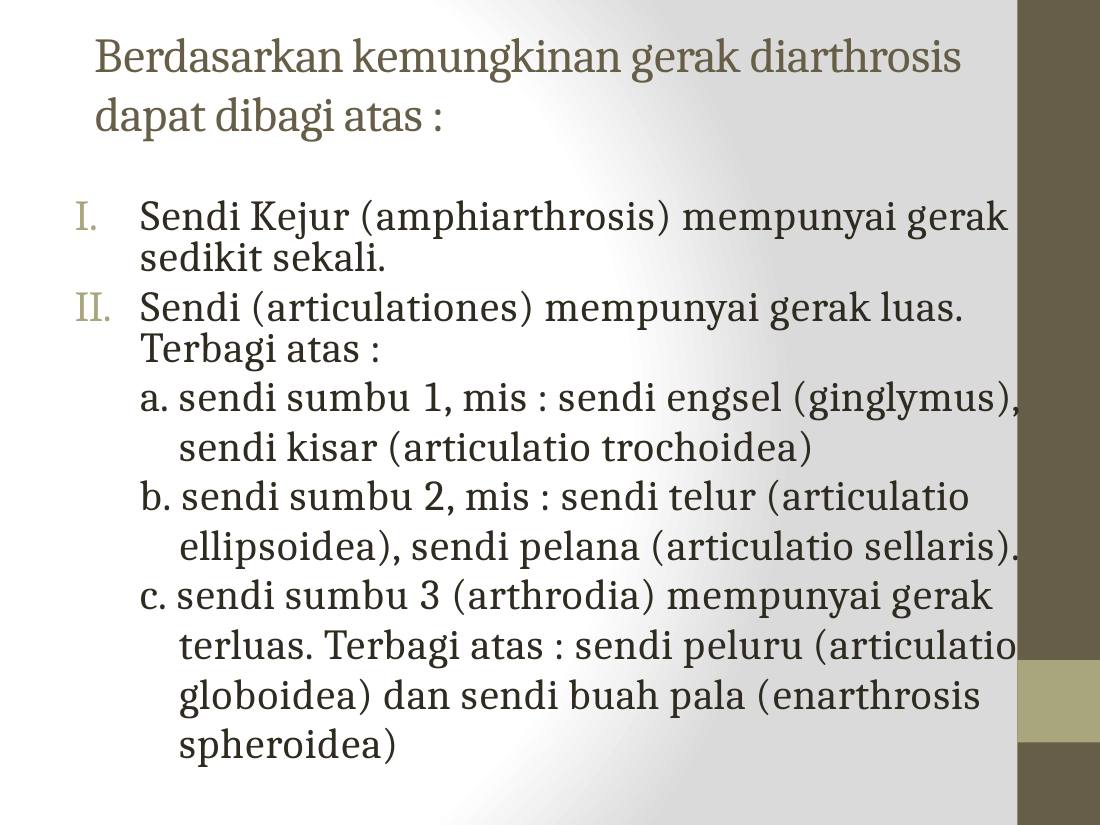 Berdasarkan kemungkinan gerak diarthrosis
dapat dibagi atas :
I. Sendi Kejur (amphiarthrosis) mempunyai gerak
sedikit sekali.
II. Sendi (articulationes) mempunyai gerak luas.
Terbagi atas :
a. sendi sumbu 1, mis : sendi engsel (ginglymus),
sendi kisar (articulatio trochoidea)
b. sendi sumbu 2, mis : sendi telur (articulatio
ellipsoidea), sendi pelana (articulatio sellaris).
c. sendi sumbu 3 (arthrodia) mempunyai gerak
terluas. Terbagi atas : sendi peluru (articulatio
globoidea) dan sendi buah pala (enarthrosis
spheroidea)